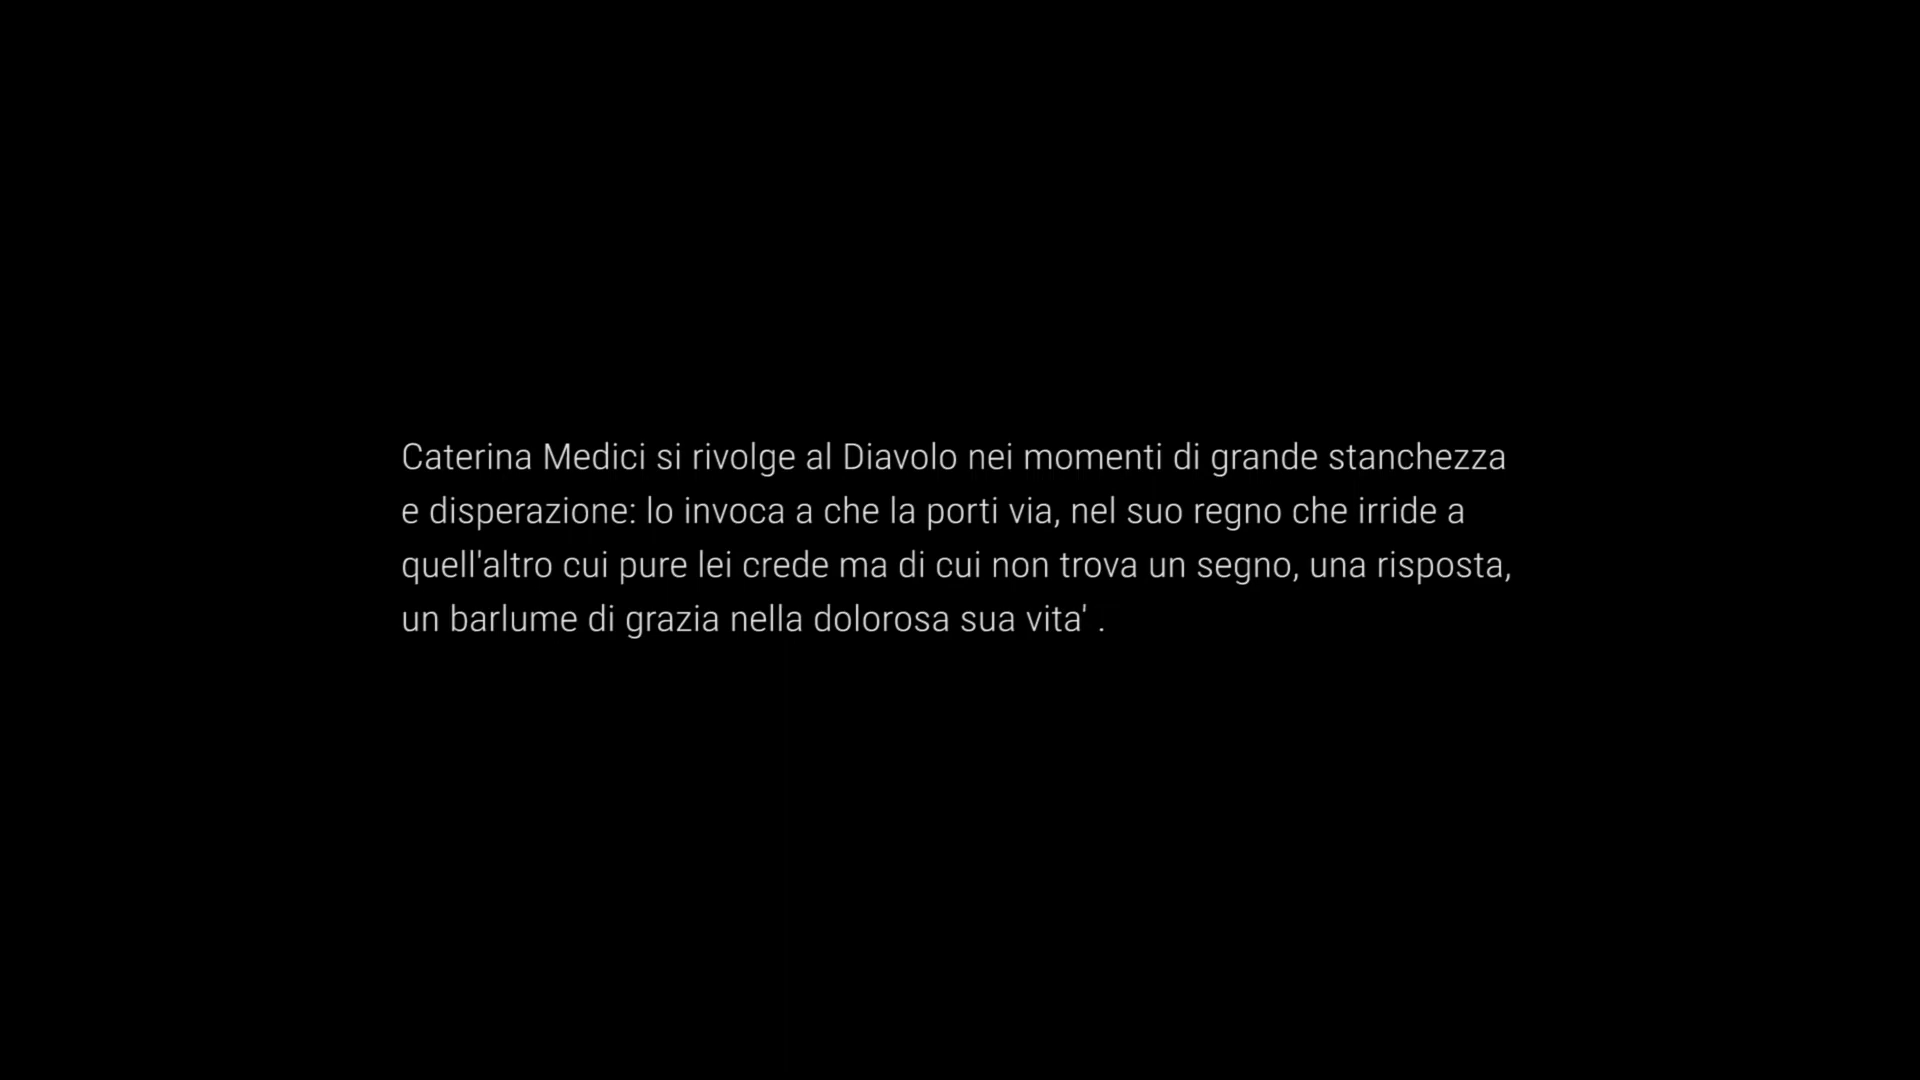 Caterina Medici si rivolge al Diavolo nei momenti di grande stanchezza
e disperazione: lo invoca a che la porti via, nel suo regno che irride a
quell'altro cui pure lei crede ma di cui non trova un segno, una risposta,
un barlume di grazia nella dolorosa sua vita' .